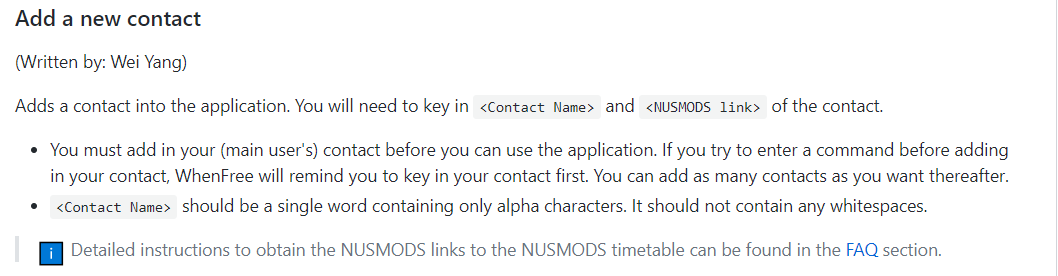 Add a new contact
(Written by: Wei Yang)
Adds a contact into the application. You will need to key in <Contact Name> and <NUSMODS link> of the contact.
• You must add in your (main user's) contact before you can use the application. If you try to enter a command before adding
in your contact, WhenFree will remind you to key in your contact first. You can add as many contacts as you want thereafter.
• <Contact Name> should be a single word containing only alpha characters. It should not contain any whitespaces.
i Detailed instructions to obtain the NUSMODS links to the NUSMODS timetable can be found in the FAQ section.